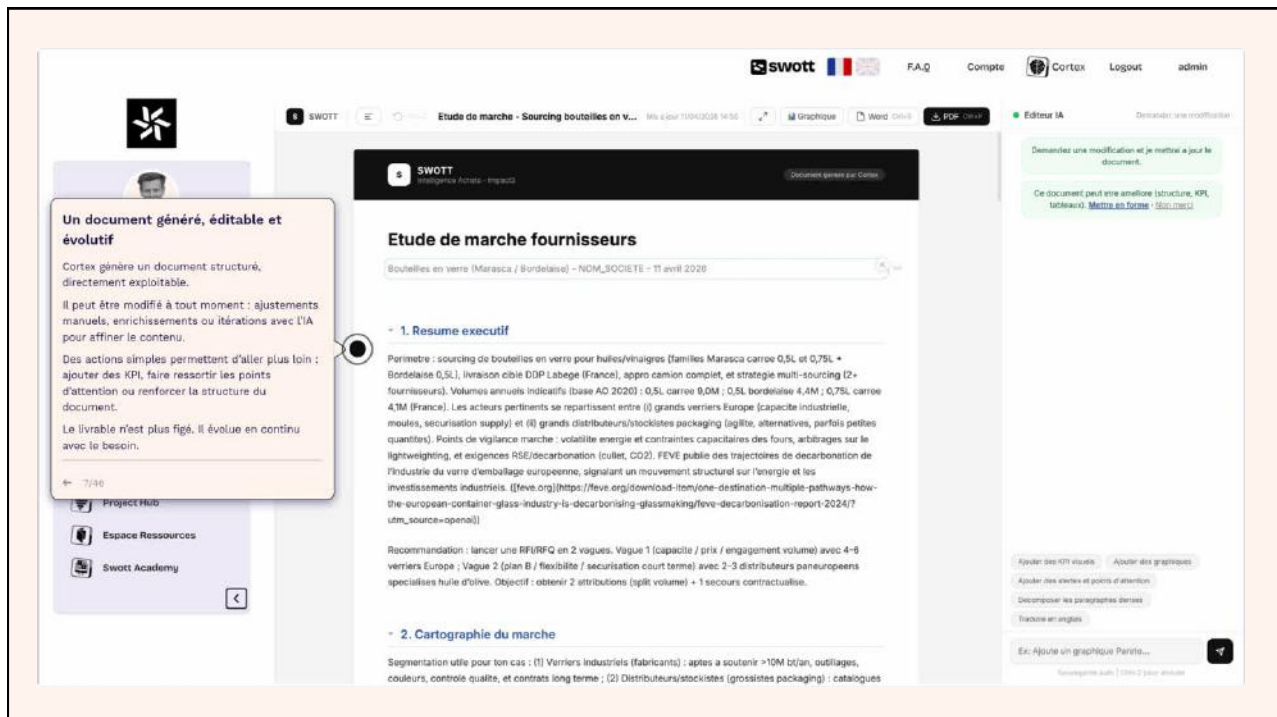 swott
F.A.Q
Compte
Cortex
Logout
admin
S SWOTT
Etude de marche - Sourcing bouteilles en v...
Graphique
Word
PDF
Editeur IA
Demandez une modification
Un document généré, éditable et
évolutif
Cortex génère un document structuré,
directement exploitable.
Il peut être modifié à tout moment : ajustements
manuels, enrichissements ou itérations avec l'IA
pour affiner le contenu.
Des actions simples permettent d'aller plus loin :
ajouter des KPI, faire ressortir les points
d'attention ou renforcer la structure du
document.
Le livrable n'est plus figé. Il évolue en continu
avec le besoin.
← 7/46
Project Hub
Espace Ressources
Swott Academy
S SWOTT
Intelligence Achats - Impact3
Document genere par Cortex
Etude de marche fournisseurs
Bouteilles en verre (Marasca / Bordelaise) - NOM_SOCIETE - 11 avril 2026
1. Resume executif
Perimetre : sourcing de bouteilles en verre pour huiles/vinaigres (familles Marasca carree 0,5L et 0,75L +
Bordelaise 0,5L), livraison cible DDP Labege (France), appro camion complet, et strategie multi-sourcing (2+
fournisseurs). Volumes annuels indicatifs (base AO 2020) : 0,5L carree 9,0M ; 0,5L bordelaise 4,4M ; 0,75L carree
4,1M (France). Les acteurs pertinents se repartissent entre (i) grands verriers Europe (capacite industrielle,
moules, securisation supply) et (ii) grands distributeurs/stockistes packaging (agilite, alternatives, parfois petites
quantites). Points de vigilance marche : volatilite energie et contraintes capacitaires des fours, arbitrages sur le
lightweighting, et exigences RSE/decarbonation (cullet, CO2). FEVE publie des trajectoires de decarbonation de
l'industrie du verre d'emballage europeenne, signalant un mouvement structurel sur l'energie et les
investissements industriels. ([feve.org](https://feve.org/download-item/one-destination-multiple-pathways-how-
the-european-container-glass-industry-is-decarbonising-glassmaking/feve-decarbonisation-report-2024/?
utm_source=openai))
Recommandation : lancer une RFI/RFQ en 2 vagues. Vague 1 (capacite / prix / engagement volume) avec 4-6
verriers Europe ; Vague 2 (plan B / flexibilite / securisation court terme) avec 2-3 distributeurs paneuropeens
specialises huile d'olive. Objectif : obtenir 2 attributions (split volume) + 1 secours contractualise.
2. Cartographie du marche
Segmentation utile pour ton cas : (1) Verriers industriels (fabricants) : aptes a soutenir >10M bt/an, outillages,
couleurs, controle qualite, et contrats long terme ; (2) Distributeurs/stockistes (grossistes packaging) : catalogues
Demandez une modification et je mettrai a jour le
document.
Ce document peut etre ameliore (structure, KPI,
tableaux). Mettre en forme · Non merci
Ajouter des KPI visuels
Ajouter des graphiques
Ajouter des alertes et points d'attention
Decomposer les paragraphes denses
Traduire en anglais
Ex: Ajoute un graphique Pareto...